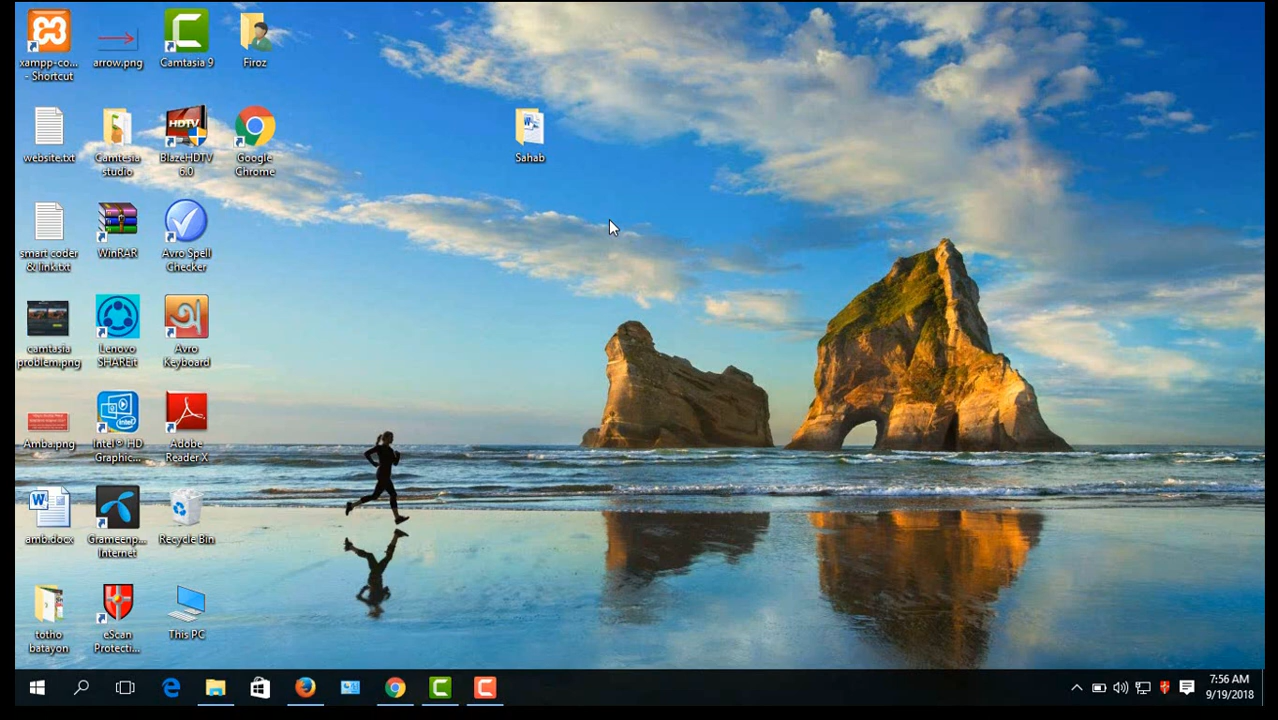 xampp-co...
- Shortcut
arrow.png
Camtasia 9
Firoz
website.txt
Camtesia
studio
HDTV
BlazeHDTV
6.0
Google
Chrome
Sahab
smart coder
& link.txt
WinRAR
Avro Spell
Checker
camtasia
problem.png
Lenovo
SHAREit
Avro
Keyboard
Amba.png
intel
Intel® HD
Graphic...
Adobe
Reader X
amb.docx
Grameenp...
Internet
Recycle Bin
totho
batayon
eScan
Protecti...
This PC
7:56 AM
9/19/2018